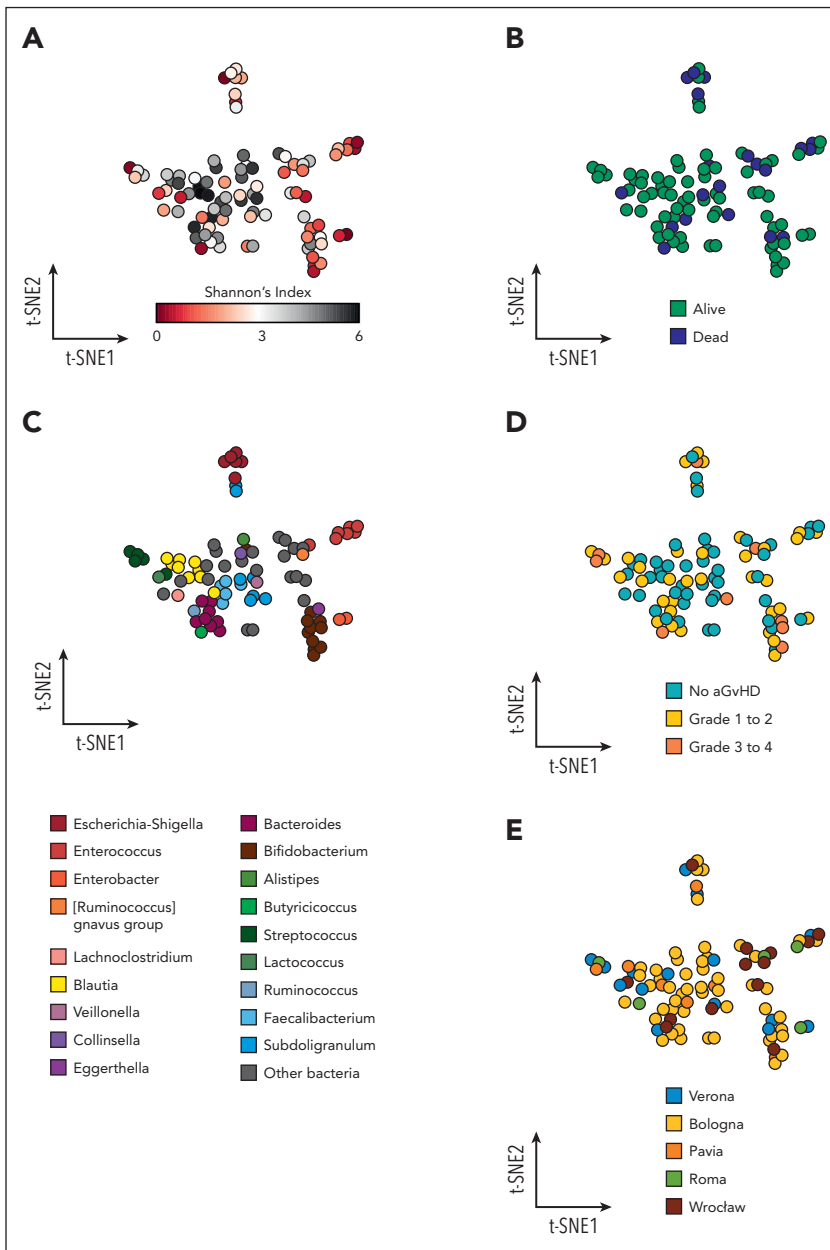 A
t-SNE2
t-SNE1
Shannon's Index
0
3
6
B
t-SNE2
t-SNE1
Alive
Dead
C
t-SNE2
t-SNE1
Escherichia-Shigella
Enterococcus
Enterobacter
[Ruminococcus]
gnavus group
Lachnoclostridium
Blautia
Veillonella
Collinsella
Eggerthella
Bacteroides
Bifidobacterium
Alistipes
Butyricicoccus
Streptococcus
Lactococcus
Ruminococcus
Faecalibacterium
Subdoligranulum
Other bacteria
D
t-SNE2
t-SNE1
No aGvHD
Grade 1 to 2
Grade 3 to 4
E
t-SNE2
t-SNE1
Verona
Bologna
Pavia
Roma
Wrocław